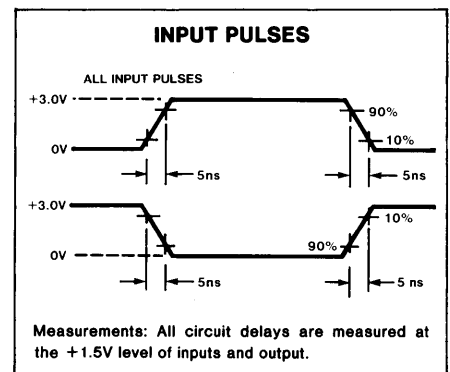 INPUT PULSES
ALL INPUT PULSES
+3.0V
90%
10%
0V
5ns
5ns
+3.0V
10%
90%
0V
5ns
5 ns
Measurements: All circuit delays are measured at
the +1.5V level of inputs and output.